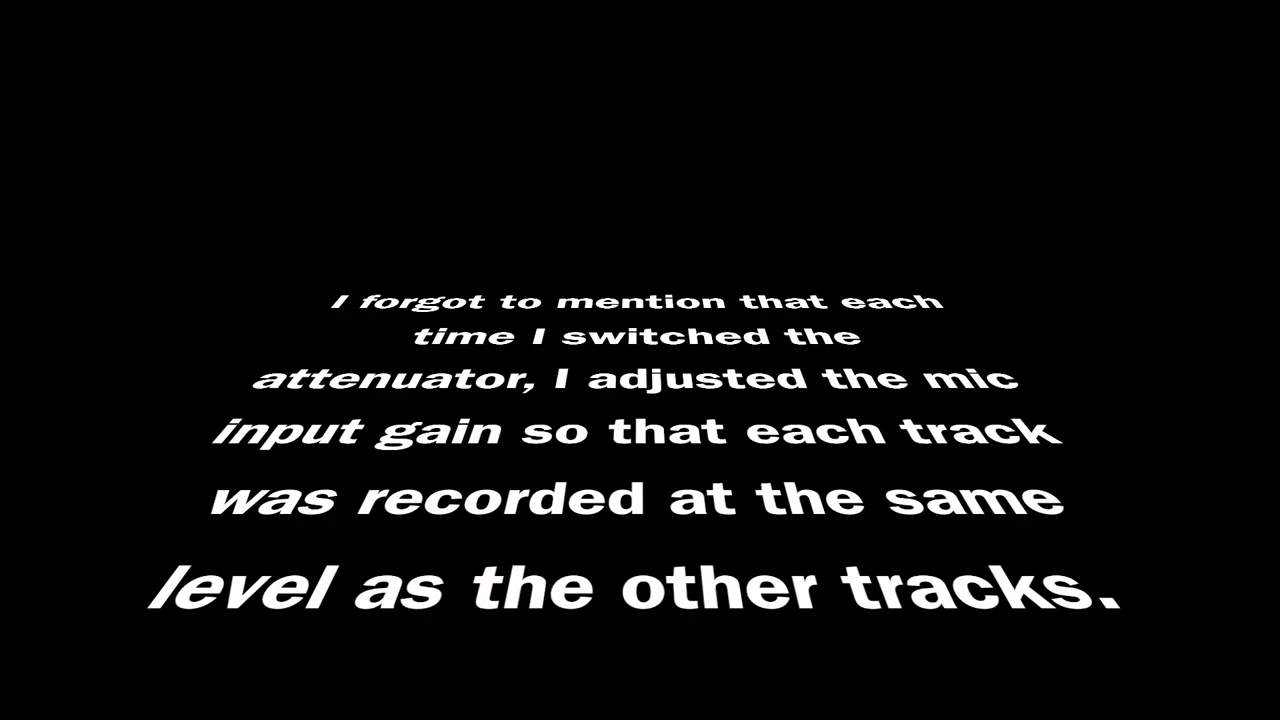 I forgot to mention that each
time I switched the
attenuator, I adjusted the mic
input gain so that each track
was recorded at the same
level as the other tracks.